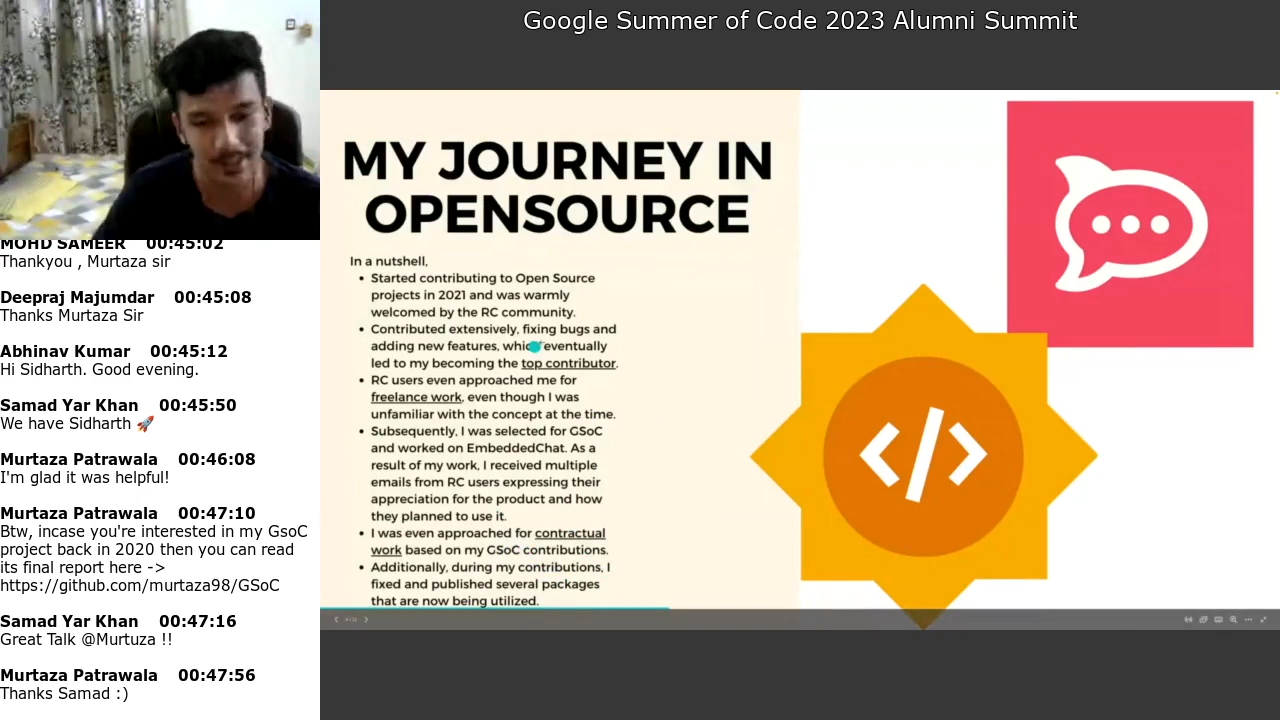 Google Summer of Code 2023 Alumni Summit
MOHD SAMEER 00:45:02
Thankyou , Murtaza sir
Deepraj Majumdar 00:45:08
Thanks Murtaza Sir
Abhinav Kumar 00:45:12
Hi Sidharth. Good evening.
Samad Yar Khan 00:45:50
We have Sidharth 🚀
Murtaza Patrawala 00:46:08
I'm glad it was helpful!
Murtaza Patrawala 00:47:10
Btw, incase you're interested in my GsoC
project back in 2020 then you can read
its final report here ->
https://github.com/murtaza98/GSoC
Samad Yar Khan 00:47:16
Great Talk @Murtuza !!
Murtaza Patrawala 00:47:56
Thanks Samad :)
MY JOURNEY IN
OPENSOURCE
In a nutshell,
• Started contributing to Open Source
projects in 2021 and was warmly
welcomed by the RC community.
• Contributed extensively, fixing bugs and
adding new features, which eventually
led to my becoming the top contributor.
• RC users even approached me for
freelance work, even though I was
unfamiliar with the concept at the time.
• Subsequently, I was selected for GSoC
and worked on EmbeddedChat. As a
result of my work, I received multiple
emails from RC users expressing their
appreciation for the product and how
they planned to use it.
• I was even approached for contractual
work based on my GSoC contributions.
• Additionally, during my contributions, I
fixed and published several packages
that are now being utilized.